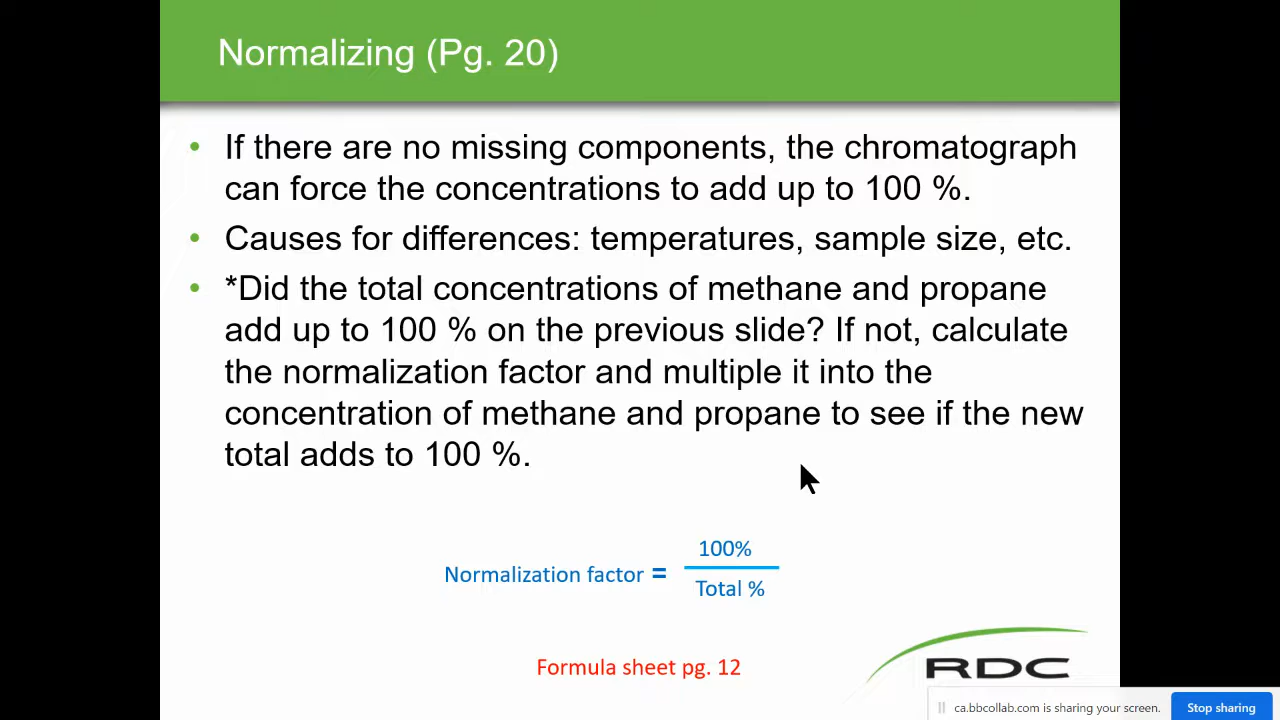 Normalizing (Pg. 20)
• If there are no missing components, the chromatograph
can force the concentrations to add up to 100 %.
• Causes for differences: temperatures, sample size, etc.
• *Did the total concentrations of methane and propane
add up to 100 % on the previous slide? If not, calculate
the normalization factor and multiple it into the
concentration of methane and propane to see if the new
total adds to 100 %.
100%
Normalization factor =
Total %
Formula sheet pg. 12
RDC
ca.bbcollab.com is sharing your screen.
Stop sharing